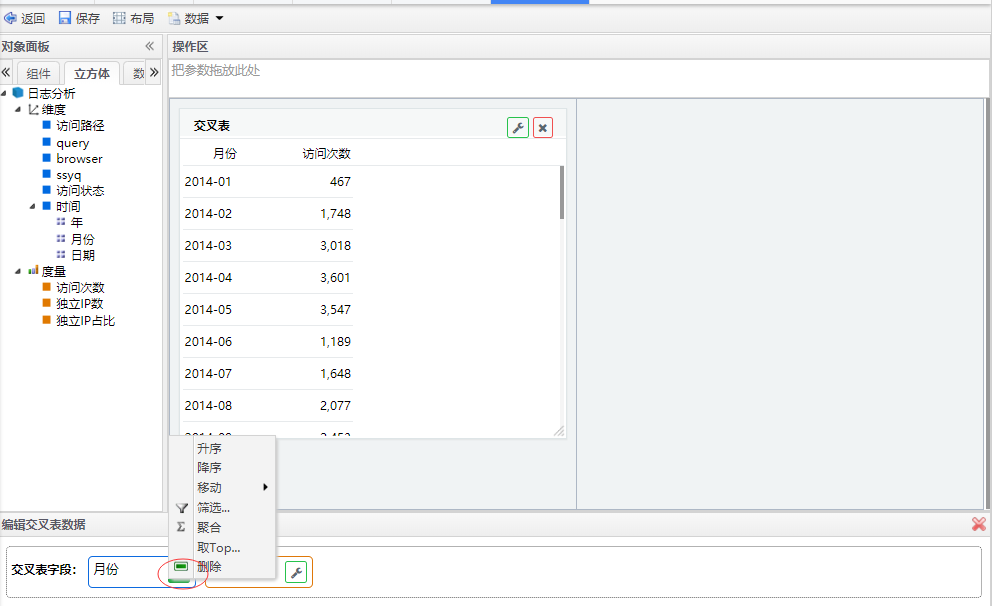 返回 保存 布局 数据
对象面板
操作区
组件 立方体 数
把参数拖放此处
日志分析
维度
访问路径
query
browser
ssyq
访问状态
时间
年
月份
日期
度量
访问次数
独立IP数
独立IP占比
交叉表
月份 访问次数
2014-01 467
2014-02 1,748
2014-03 3,018
2014-04 3,601
2014-05 3,547
2014-06 1,189
2014-07 1,648
2014-08 2,077
升序
降序
移动
筛选...
聚合
取Top...
删除
编辑交叉表数据
交叉表字段: 月份